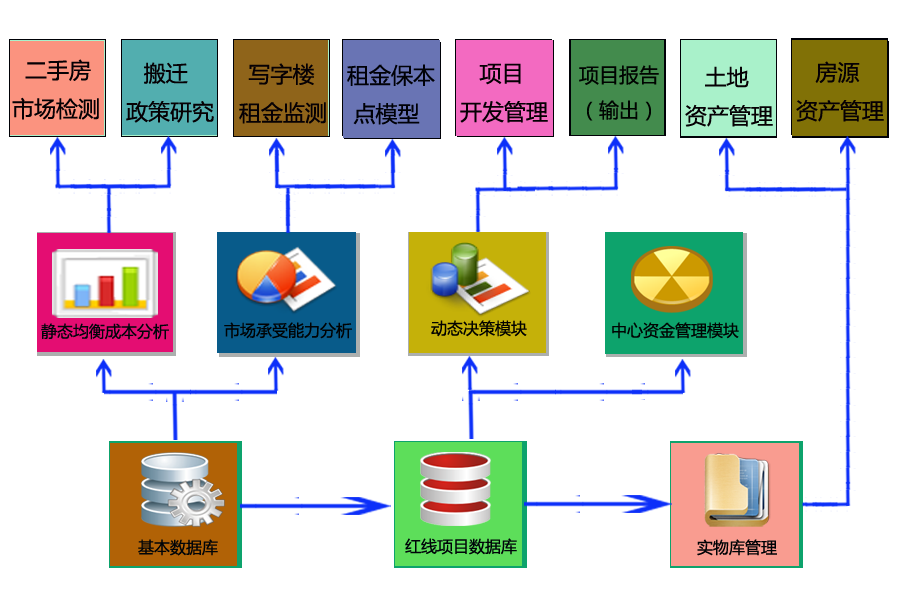 二手房
市场检测
搬迁
政策研究
写字楼
租金监测
租金保本
点模型
项目
开发管理
项目报告
（输出）
土地
资产管理
房源
资产管理
静态均衡成本分析
市场承受能力分析
动态决策模块
中心资金管理模块
基本数据库
红线项目数据库
实物库管理